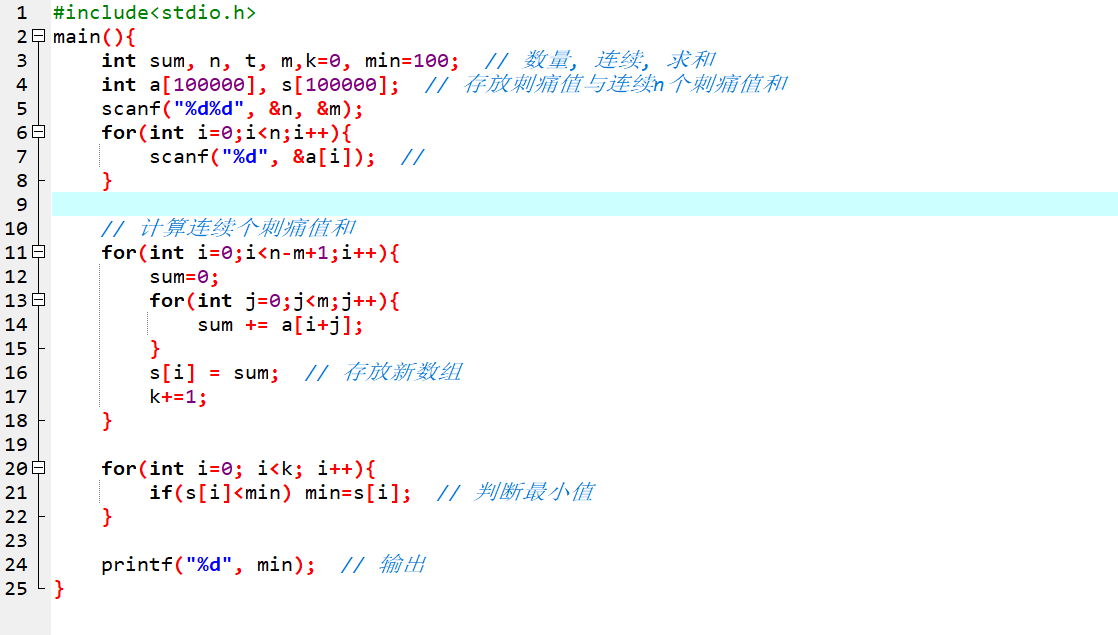 1 #include<stdio.h>
2 main(){
3 int sum, n, t, m,k=0, min=100; // 数量, 连续, 求和
4 int a[100000], s[100000]; // 存放刺痛值与连续n个刺痛值和
5 scanf("%d%d", &n, &m);
6 for(int i=0;i<n;i++){
7 scanf("%d", &a[i]); //
8 }
9
10 // 计算连续个刺痛值和
11 for(int i=0;i<n-m+1;i++){
12 sum=0;
13 for(int j=0;j<m;j++){
14 sum += a[i+j];
15 }
16 s[i] = sum; // 存放新数组
17 k+=1;
18 }
19
20 for(int i=0; i<k; i++){
21 if(s[i]<min) min=s[i]; // 判断最小值
22 }
23
24 printf("%d", min); // 输出
25 }